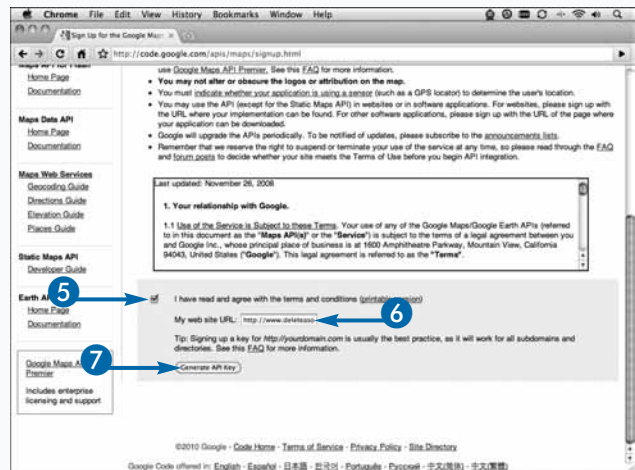 Chrome File Edit View History Bookmarks Window Help
Sign Up for the Google Map
http://code.google.com/apis/maps/signup.html
Maps API for Flash
Home Page
Documentation
Maps Data API
Home Page
Documentation
Maps Web Services
Geocoding Guide
Directions Guide
Elevation Guide
Places Guide
Static Maps API
Developer Guide
Earth AP
Home Page
Documentation
Google Maps A
Premier
Includes enterprise
licensing and support
use Google Maps API Premier. See this FAQ for more information.
• You may not alter or obscure the logos or attribution on the map.
• You must indicate whether your application is using a sensor (such as a GPS locator) to determine the user's location.
• You may use the API (except for the Static Maps API) in websites or in software applications. For websites, please sign up with
the URL where your implementation can be found. For other software applications, please sign up with the URL of the page where
your application can be downloaded.
• Google will upgrade the APIs periodically. To be notified of updates, please subscribe to the announcements lists.
• Remember that we reserve the right to suspend or terminate your use of the service at any time, so please read through the FAQ
and forum posts to decide whether your site meets the Terms of Use before you begin API integration.
Last updated: November 26, 2008
1. Your relationship with Google.
1.1 Use of the Service is Subject to these Terms. Your use of any of the Google Maps/Google Earth APIs (referred
to in this document as the "Maps API(s)" or the "Service") is subject to the terms of a legal agreement between you
and Google Inc., whose principal place of business is at 1600 Amphitheatre Parkway, Mountain View, California
94043, United States ("Google"). This legal agreement is referred to as the "Terms".
5
I have read and agree with the terms and conditions (printable version)
My web site URL: http://www.deleteaso
6
Tip: Signing up a key for http://yourdomain.com is usually the best practice, as it will work for all subdomains and
directories. See this FAQ for more information.
7
Generate API Key
©2010 Google - Code Home - Terms of Service - Privacy Policy - Site Directory
Google Code offered in: English - Español - 日本語 - 한국어 - Português - Pусский - 中文(简体) - 中文(繁體)